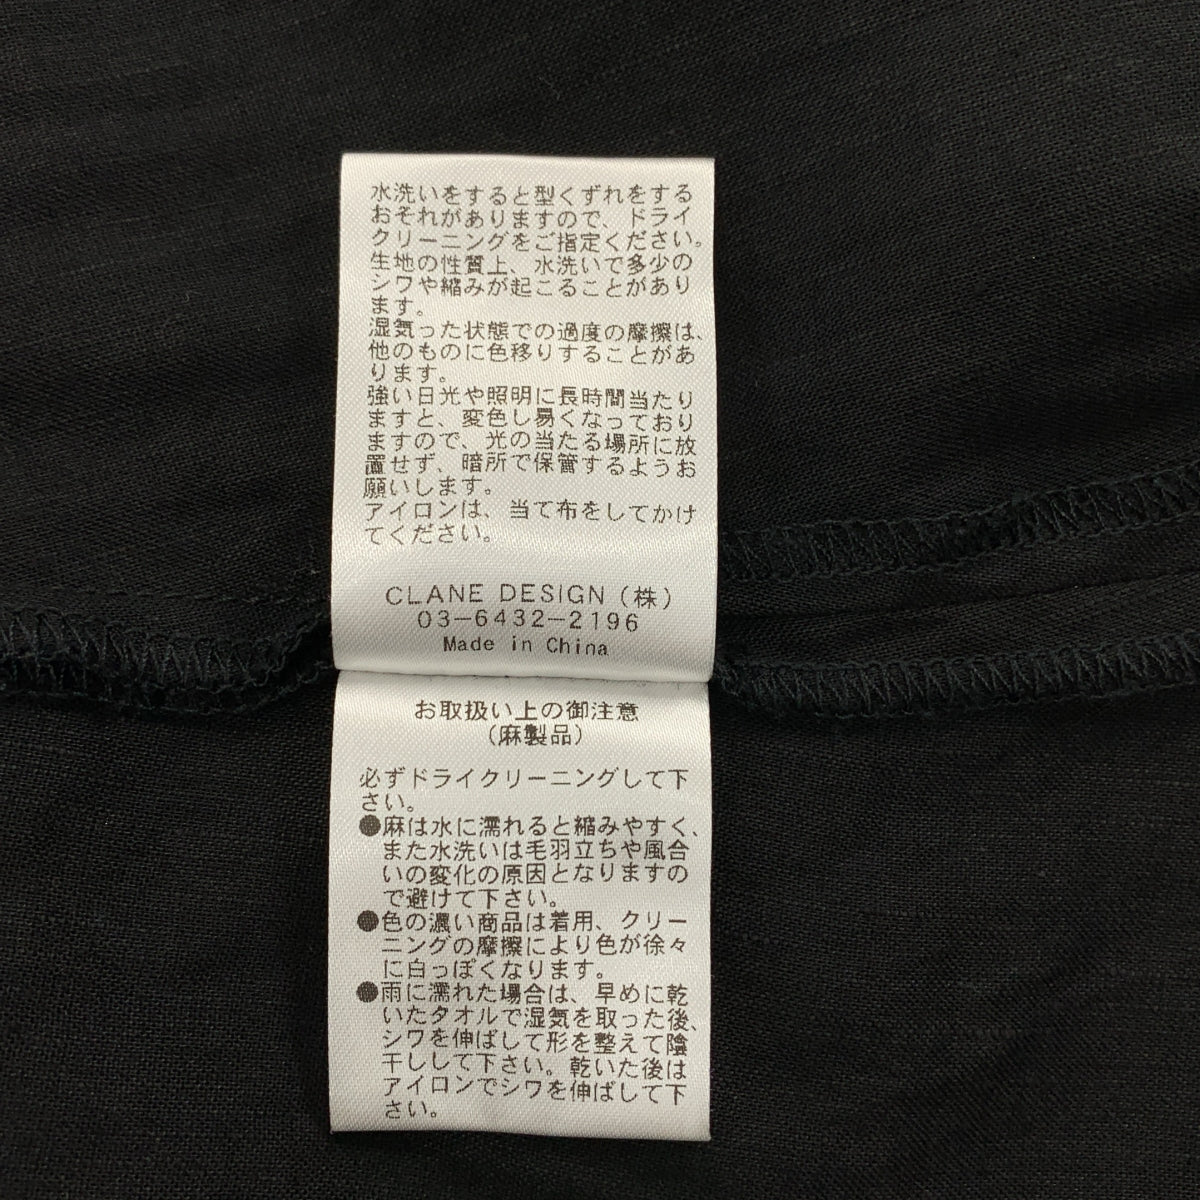 水洗いをすると型くずれをする
おそれがありますので、ドライ
クリーニングをご指定ください。
生地の性質上、水洗いで多少の
シワや縮みが起こることがあり
ます。
湿気った状態での過度の摩擦は、
他のものに色移りすることがあ
ります。
強い日光や照明に長時間当たり
ますと、変色し易くなっており
ますので、光の当たる場所に放
置せず、暗所で保管するようお
願いします。
アイロンは、当て布をしてかけ
てください。
CLANE DESIGN（株）
03-6432-2196
Made in China
お取扱い上の御注意
（麻製品）
必ずドライクリーニングして下
さい。
●麻は水に濡れると縮みやすく、
また水洗いは毛羽立ちや風合
いの変化の原因となりますの
で避けて下さい。
●色の濃い商品は着用、クリー
ニングの摩擦により色が徐々
に白っぽくなります。
●雨に濡れた場合は、早めに乾
いたタオルで湿気を取った後、
シワを伸ばして形を整えて陰
干しして下さい。乾いた後は
アイロンでシワを伸ばして下
さい。